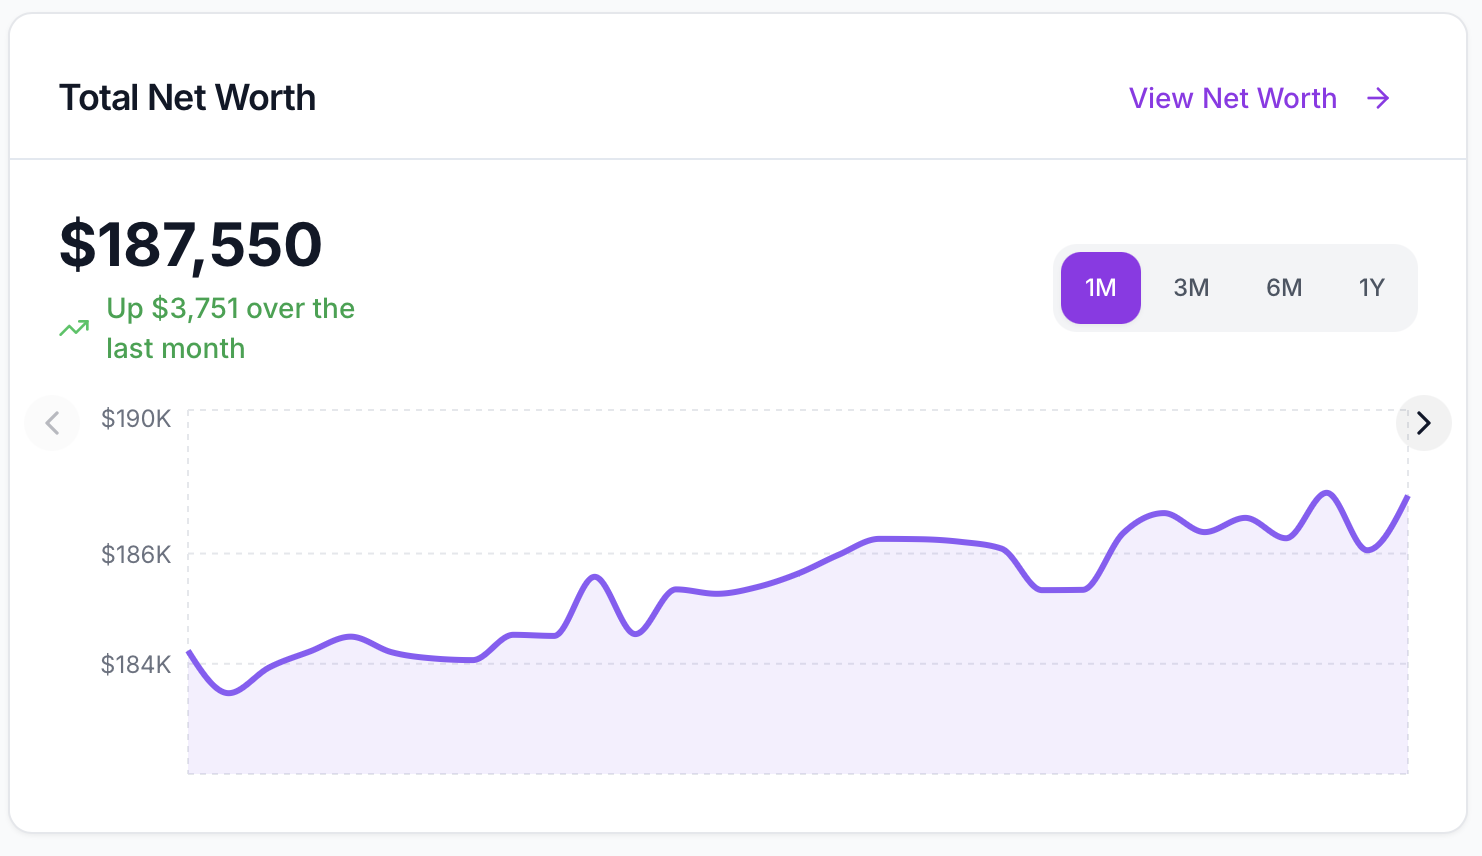 Total Net Worth
View Net Worth
$187,550
Up $3,751 over the
last month
1M 3M 6M 1Y
$190K
$186K
$184K